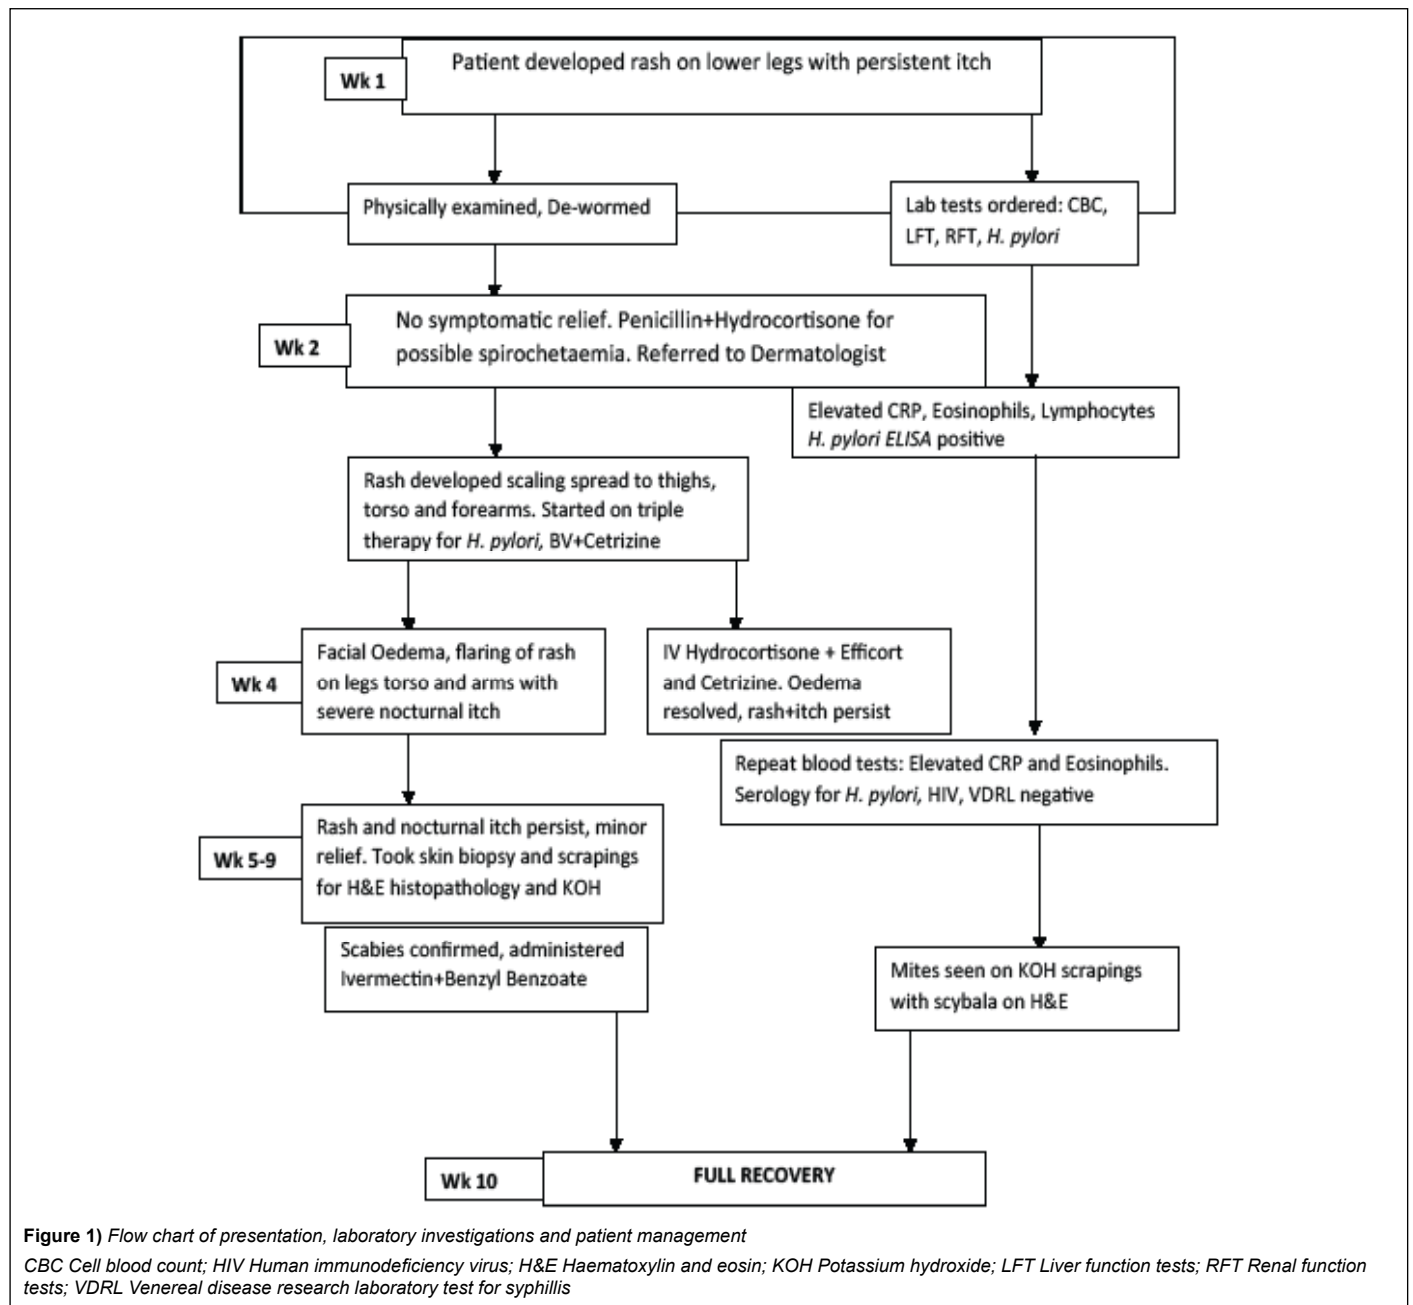 Wk 1
Patient developed rash on lower legs with persistent itch
Physically examined, De-wormed
Lab tests ordered: CBC,
LFT, RFT, H. pylori
Wk 2
No symptomatic relief. Penicillin+Hydrocortisone for
possible spirochetaemia. Referred to Dermatologist
Elevated CRP, Eosinophils, Lymphocytes
H. pylori ELISA positive
Rash developed scaling spread to thighs,
torso and forearms. Started on triple
therapy for H. pylori, BV+Cetrizine
Wk 4
Facial Oedema, flaring of rash
on legs torso and arms with
severe nocturnal itch
IV Hydrocortisone + Efficort
and Cetrizine. Oedema
resolved, rash+itch persist
Repeat blood tests: Elevated CRP and Eosinophils.
Serology for H. pylori, HIV, VDRL negative
Wk 5-9
Rash and nocturnal itch persist, minor
relief. Took skin biopsy and scrapings
for H&E histopathology and KOH
Scabies confirmed, administered
Ivermectin+Benzyl Benzoate
Mites seen on KOH scrapings
with scybala on H&E
Wk 10
FULL RECOVERY
Figure 1) Flow chart of presentation, laboratory investigations and patient management
CBC Cell blood count; HIV Human immunodeficiency virus; H&E Haematoxylin and eosin; KOH Potassium hydroxide; LFT Liver function tests; RFT Renal function
tests; VDRL Venereal disease research laboratory test for syphillis